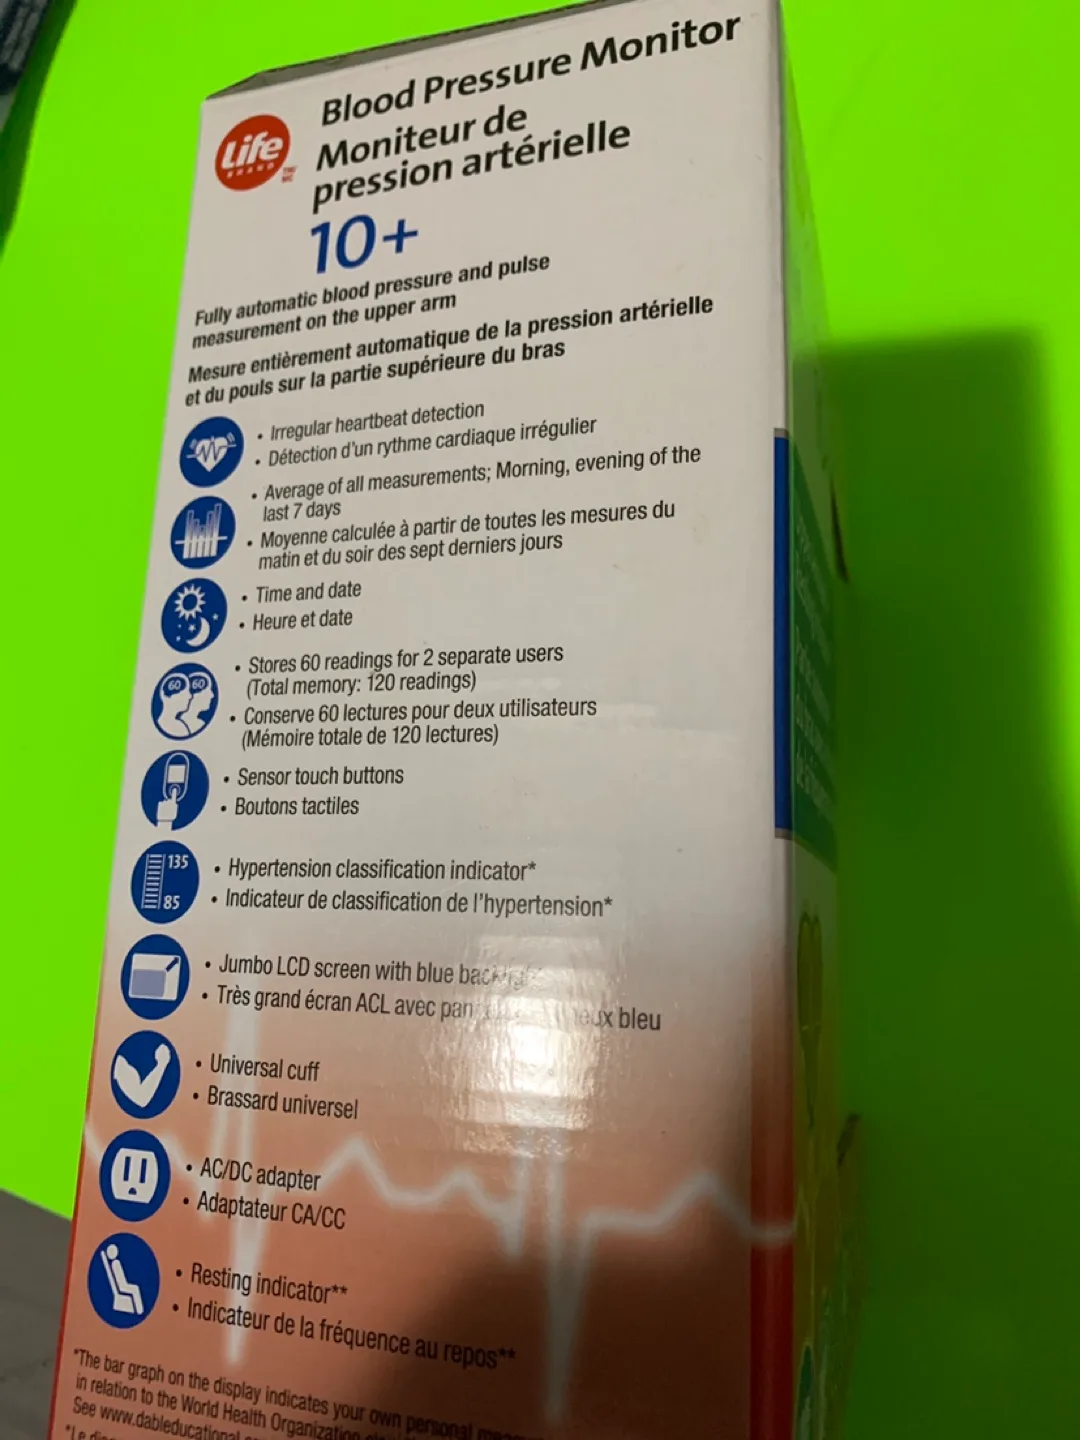 Life
BRAND
TM
MC
Blood Pressure Monitor
Moniteur de
pression artérielle
10+
Fully automatic blood pressure and pulse
measurement on the upper arm
Mesure entièrement automatique de la pression artérielle
et du pouls sur la partie supérieure du bras
• Irregular heartbeat detection
• Détection d'un rythme cardiaque irrégulier
• Average of all measurements; Morning, evening of the
last 7 days
• Moyenne calculée à partir de toutes les mesures du
matin et du soir des sept derniers jours
• Time and date
• Heure et date
60 60
• Stores 60 readings for 2 separate users
(Total memory: 120 readings)
• Conserve 60 lectures pour deux utilisateurs
(Mémoire totale de 120 lectures)
• Sensor touch buttons
• Boutons tactiles
135
85
• Hypertension classification indicator*
• Indicateur de classification de l'hypertension*
• Jumbo LCD screen with blue backlight
• Très grand écran ACL avec bleu
• Universal cuff
• Brassard universel
• AC/DC adapter
• Adaptateur CA/CC
• Resting indicator**
• Indicateur de la fréquence au repos**
*The bar graph on the display indicates your own personal
in relation to the World Health Organization
See www.dableducational
*Le